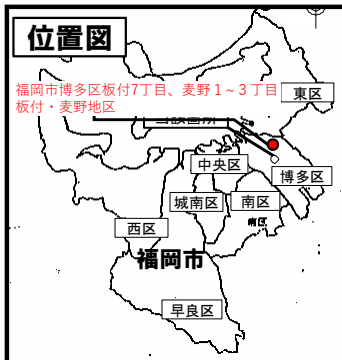 位置図
福岡市博多区板付7丁目、麦野１～３丁目
板付・麦野地区
東区
中央区
博多区
城南区
南区
南区
西区
福岡市
早良区